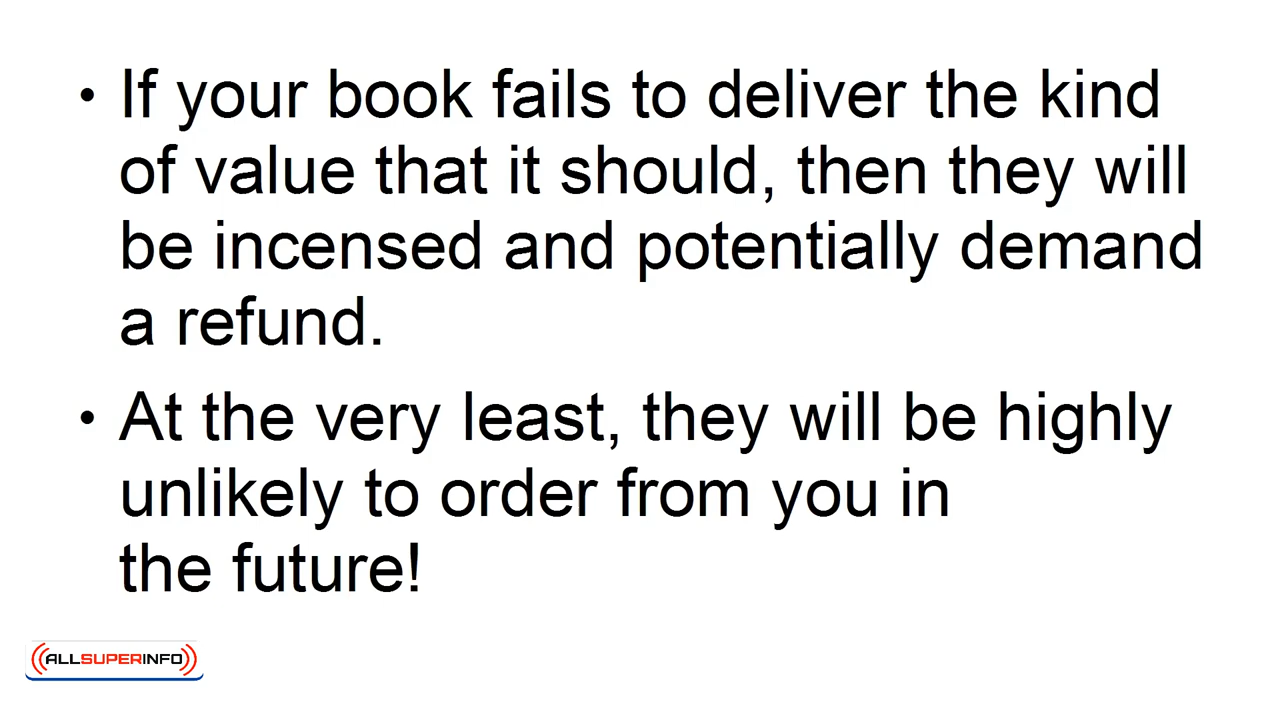 • If your book fails to deliver the kind
of value that it should, then they will
be incensed and potentially demand
a refund.
• At the very least, they will be highly
unlikely to order from you in
the future!
ALLSUPERINFO